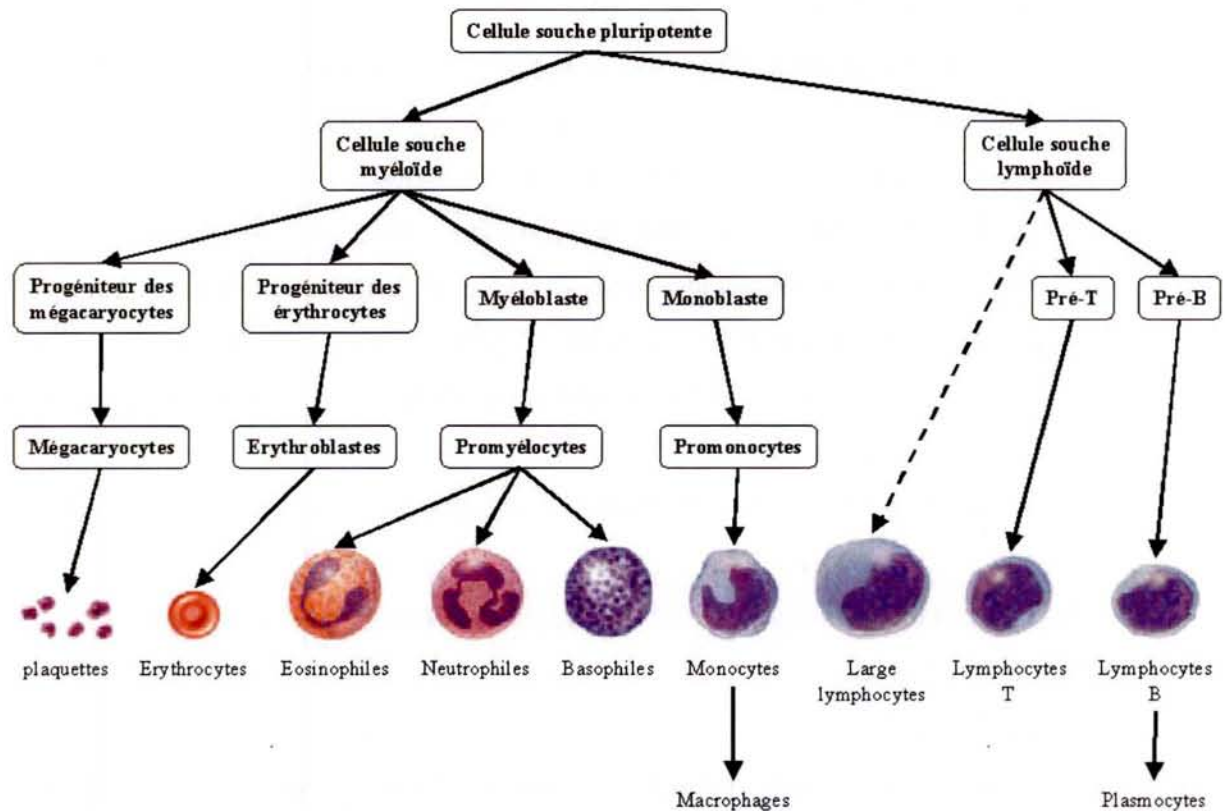 Cellule souche pluripotente
Cellule souche
myéloïde
Cellule souche
lymphoïde
Progéniteur des
mégacaryocytes
Progéniteur des
érythrocytes
Myéloblaste
Monoblaste
Pré-T
Pré-B
Mégacaryocytes
Erythroblastes
Promyélocytes
Promonocytes
plaquettes
Erythrocytes
Eosinophiles
Neutrophiles
Basophiles
Monocytes
Large
lymphocytes
Lymphocytes
T
Lymphocytes
B
Macrophages
Plasmocytes